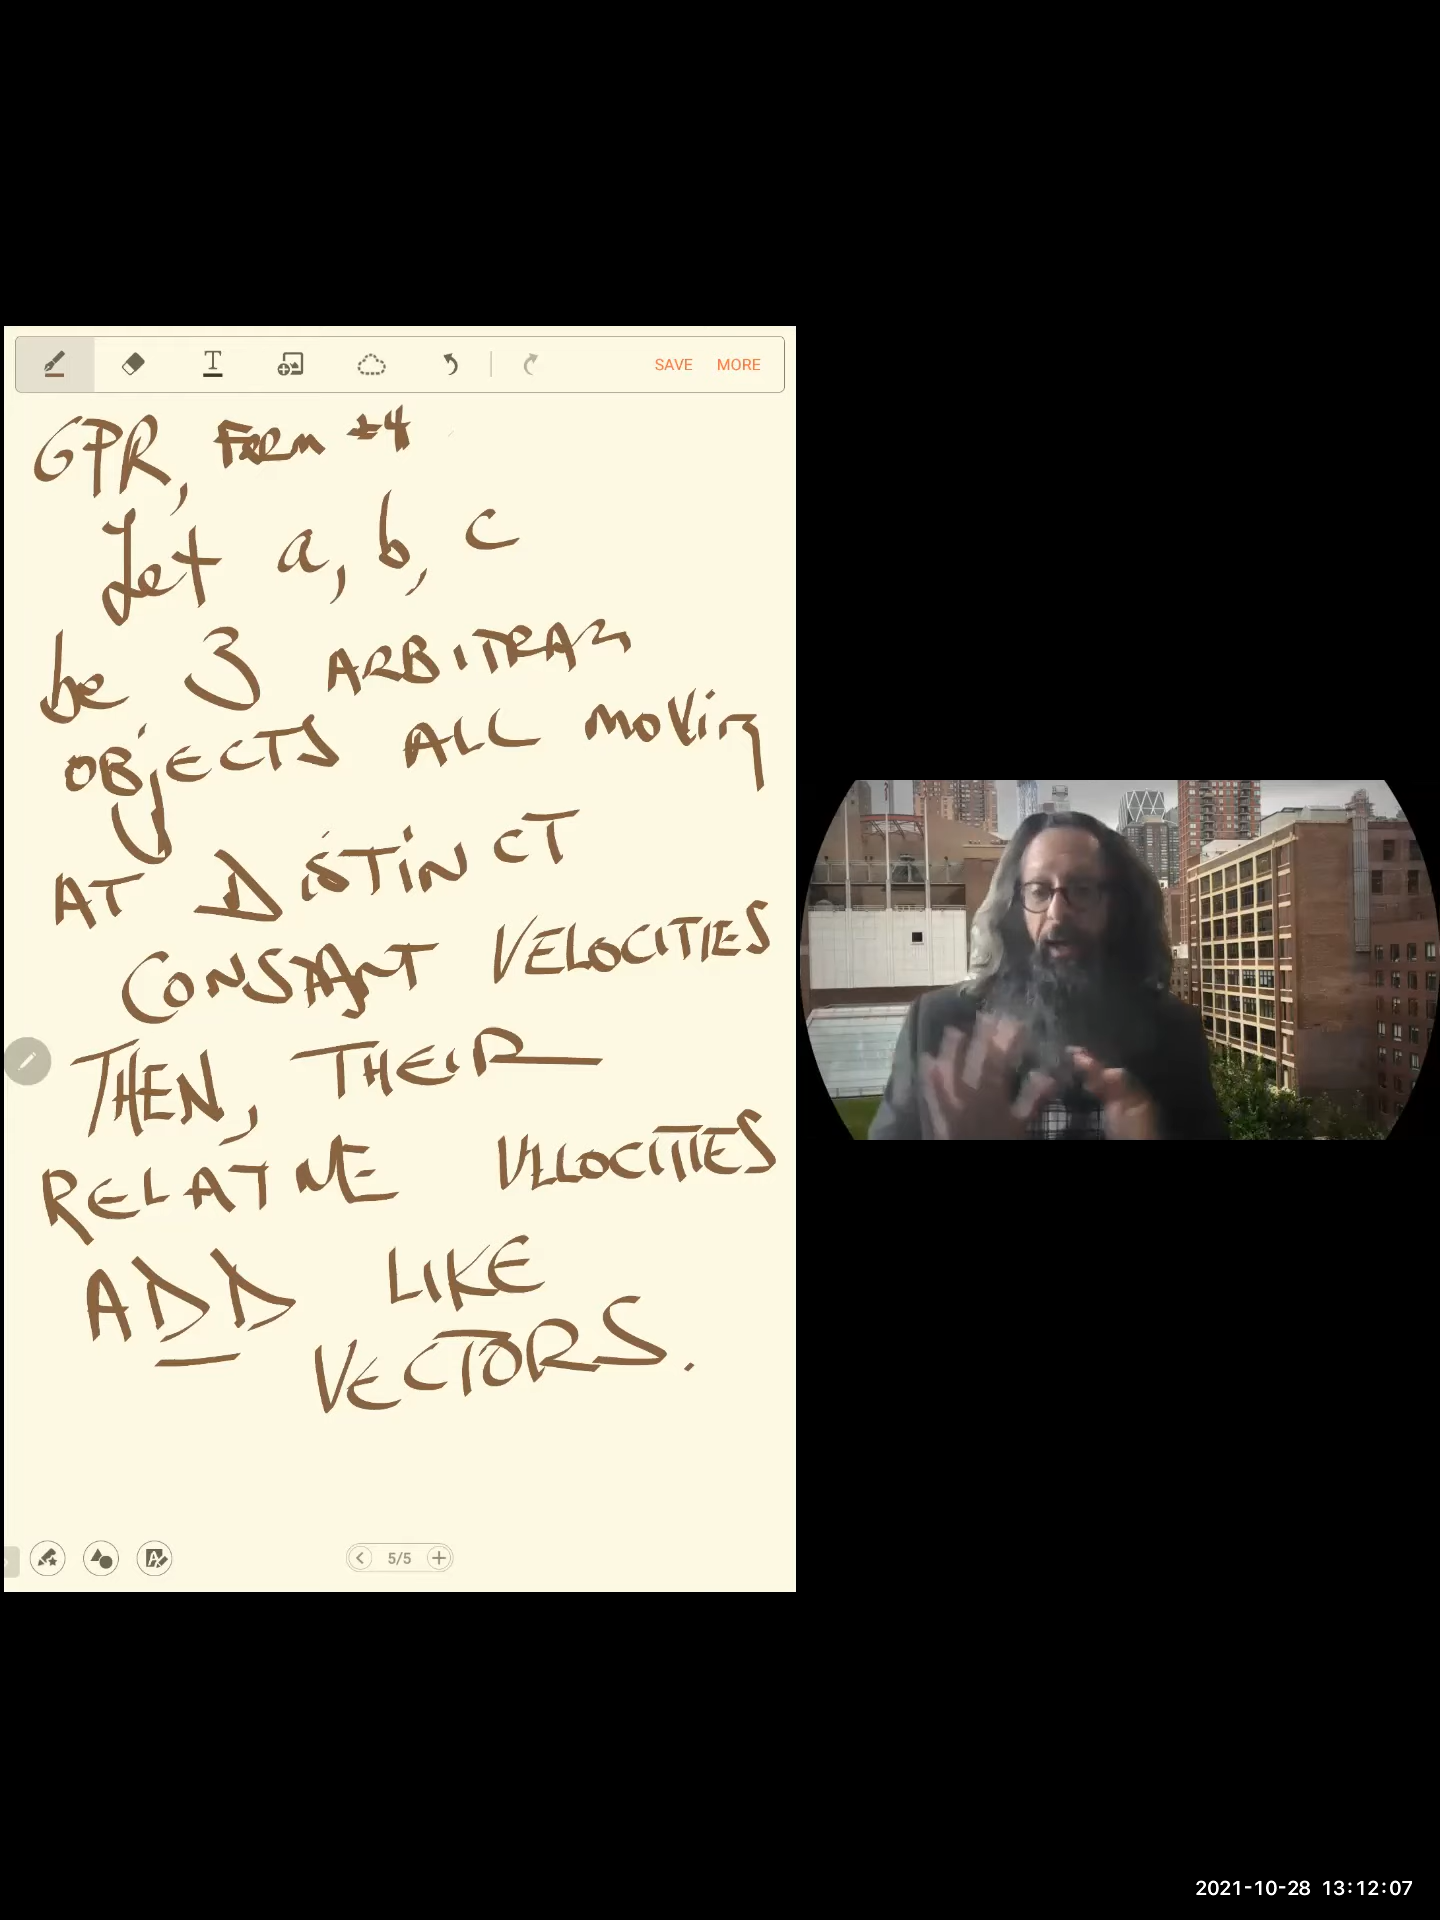 T
SAVE MORE
GPR, Form #4
Let a, b, c
be 3 ARBITRARY
OBJECTS ALL moving
AT DISTINCT
CONSTANT VELOCITIES
THEN, THEIR
RELATIVE VELOCITIES
ADD LIKE
VECTORS.
A
5/5
2021-10-28 13:12:07